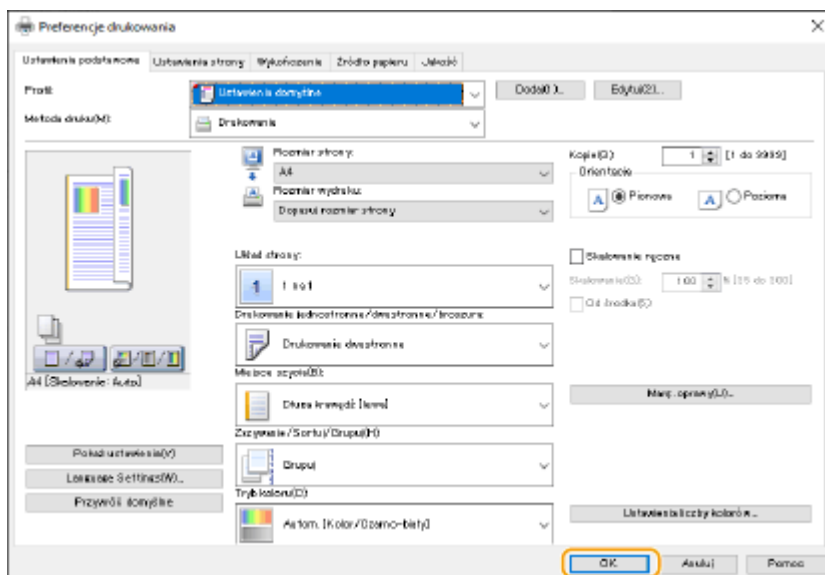 Preferencje drukowania
Ustawienia podstawowe Ustawienia strony Wykończenie Źródło papieru Jakość
Profil:
Ustawienia domyślne
Dodaj(1)...
Edytuj(2)...
Metoda druku(M):
Drukowanie
Rozmiar strony:
A4
Rozmiar wydruku:
Dopasuj rozmiar strony
Kopie(C):
1
[1 do 9999]
Orientacja
A Pionowa
A Pozioma
Układ strony:
1
1 na 1
Skalowanie ręczne
100
% [25 do 200]
Od środka(5)
Drukowanie jednostronne/dwustronne/broszura:
Drukowanie dwustronne
A4 [Skalowanie: Auto]
Miejsce zszycia(B):
Długa krawędź [lewa]
Marg. oprawy(U)...
Zszywanie/Sortuj/Grupuj(H)
Grupuj
Pokaż ustawienia(V)
Language Settings(W)...
Przywróć domyślne
Tryb koloru(O)
Autom. [Kolor/Czarno-biały]
Ustawienia liczby kolorów...
OK
Anuluj
Pomoc